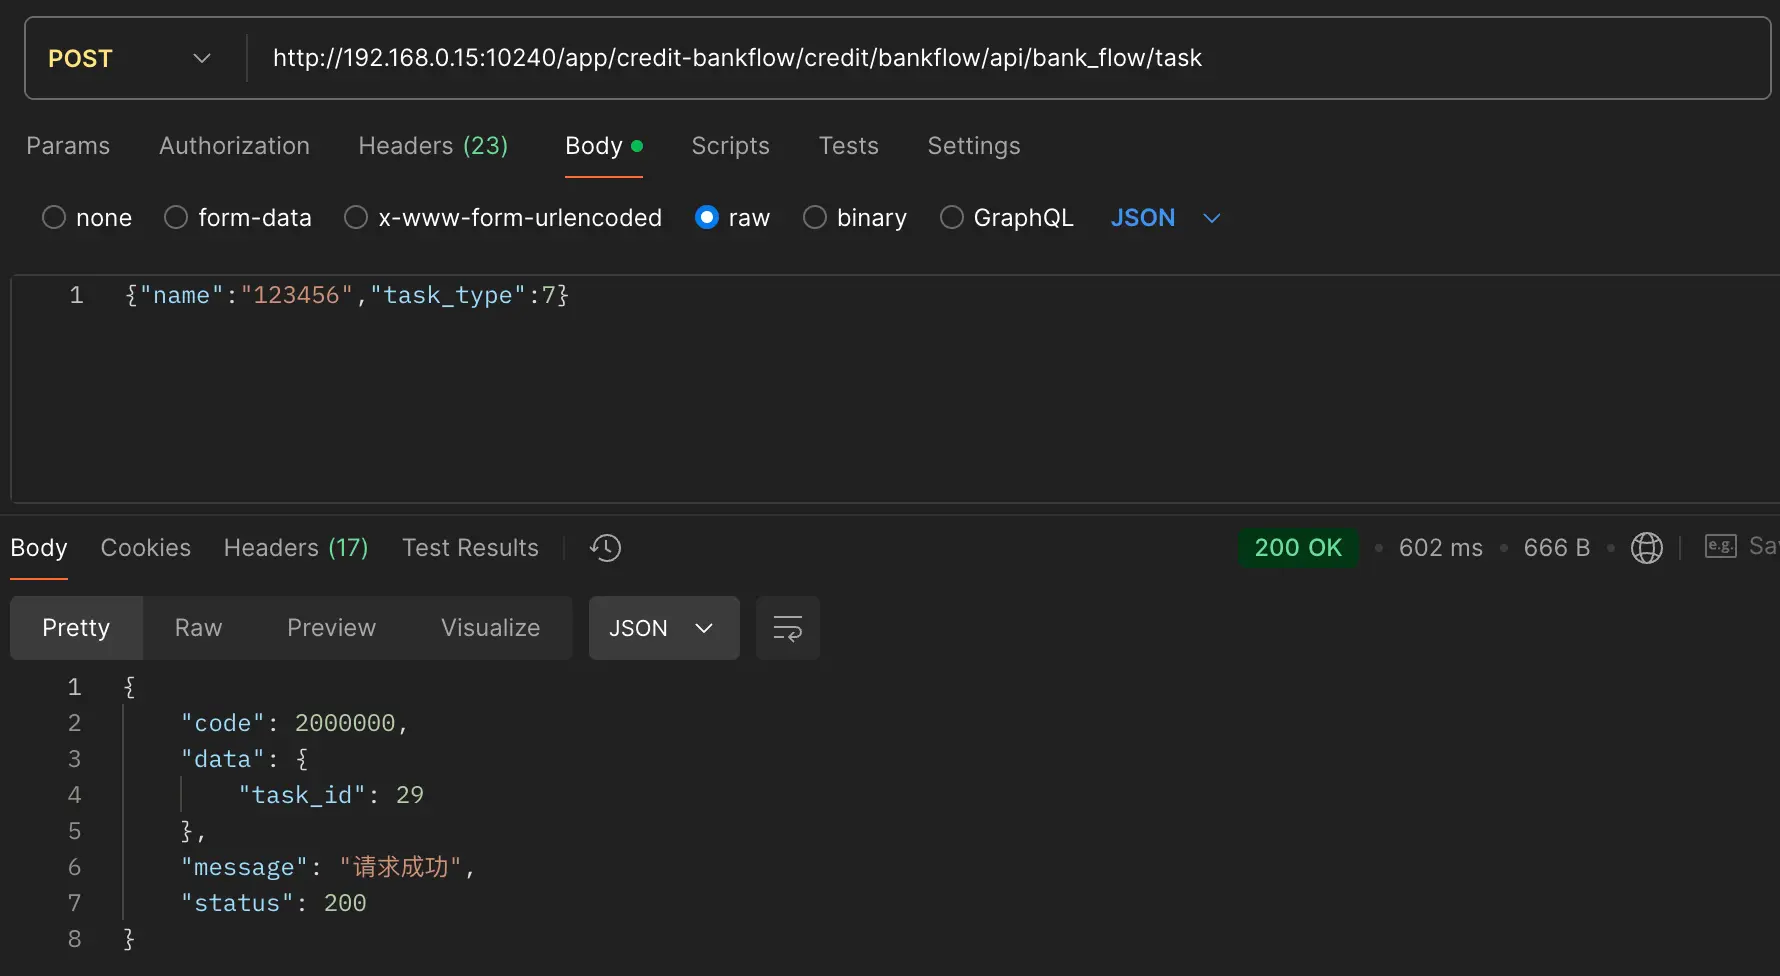 POST http://192.168.0.15:10240/app/credit-bankflow/credit/bankflow/api/bank_flow/task
Params Authorization Headers (23) Body Scripts Tests Settings
none form-data x-www-form-urlencoded raw binary GraphQL JSON
1 {"name":"123456","task_type":7}
Body Cookies Headers (17) Test Results 200 OK 602 ms 666 B e.g.
Pretty Raw Preview Visualize JSON
1 {
2 "code": 2000000,
3 "data": {
4 "task_id": 29
5 },
6 "message": "请求成功",
7 "status": 200
8 }